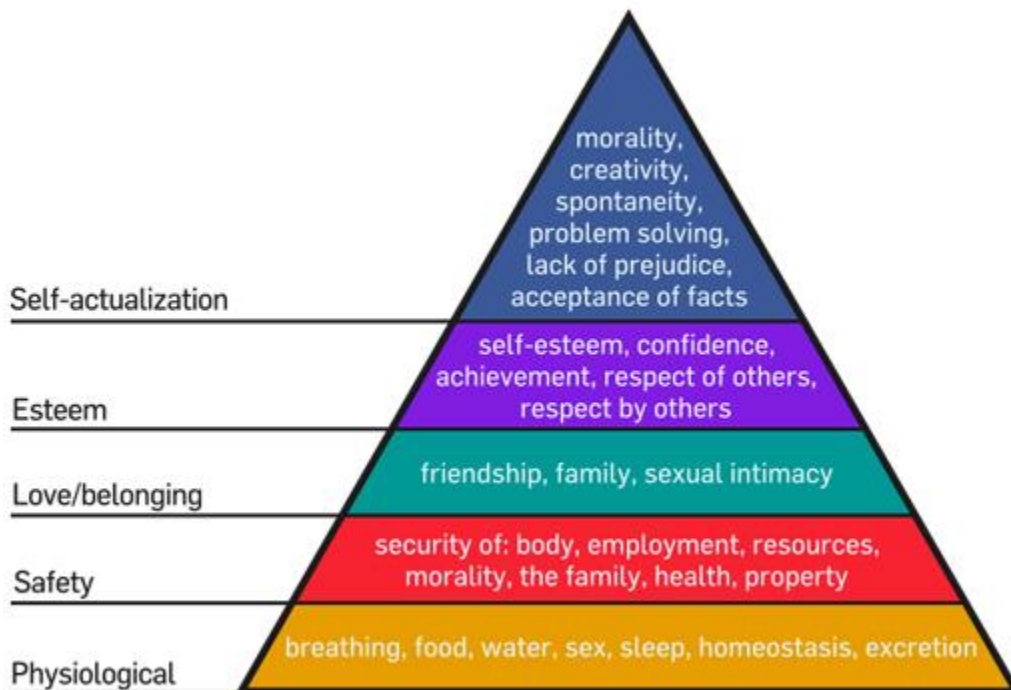 morality,
creativity,
spontaneity,
problem solving,
lack of prejudice,
acceptance of facts
Self-actualization
self-esteem, confidence,
achievement, respect of others,
respect by others
Esteem
friendship, family, sexual intimacy
Love/belonging
security of: body, employment, resources,
morality, the family, health, property
Safety
breathing, food, water, sex, sleep, homeostasis, excretion
Physiological